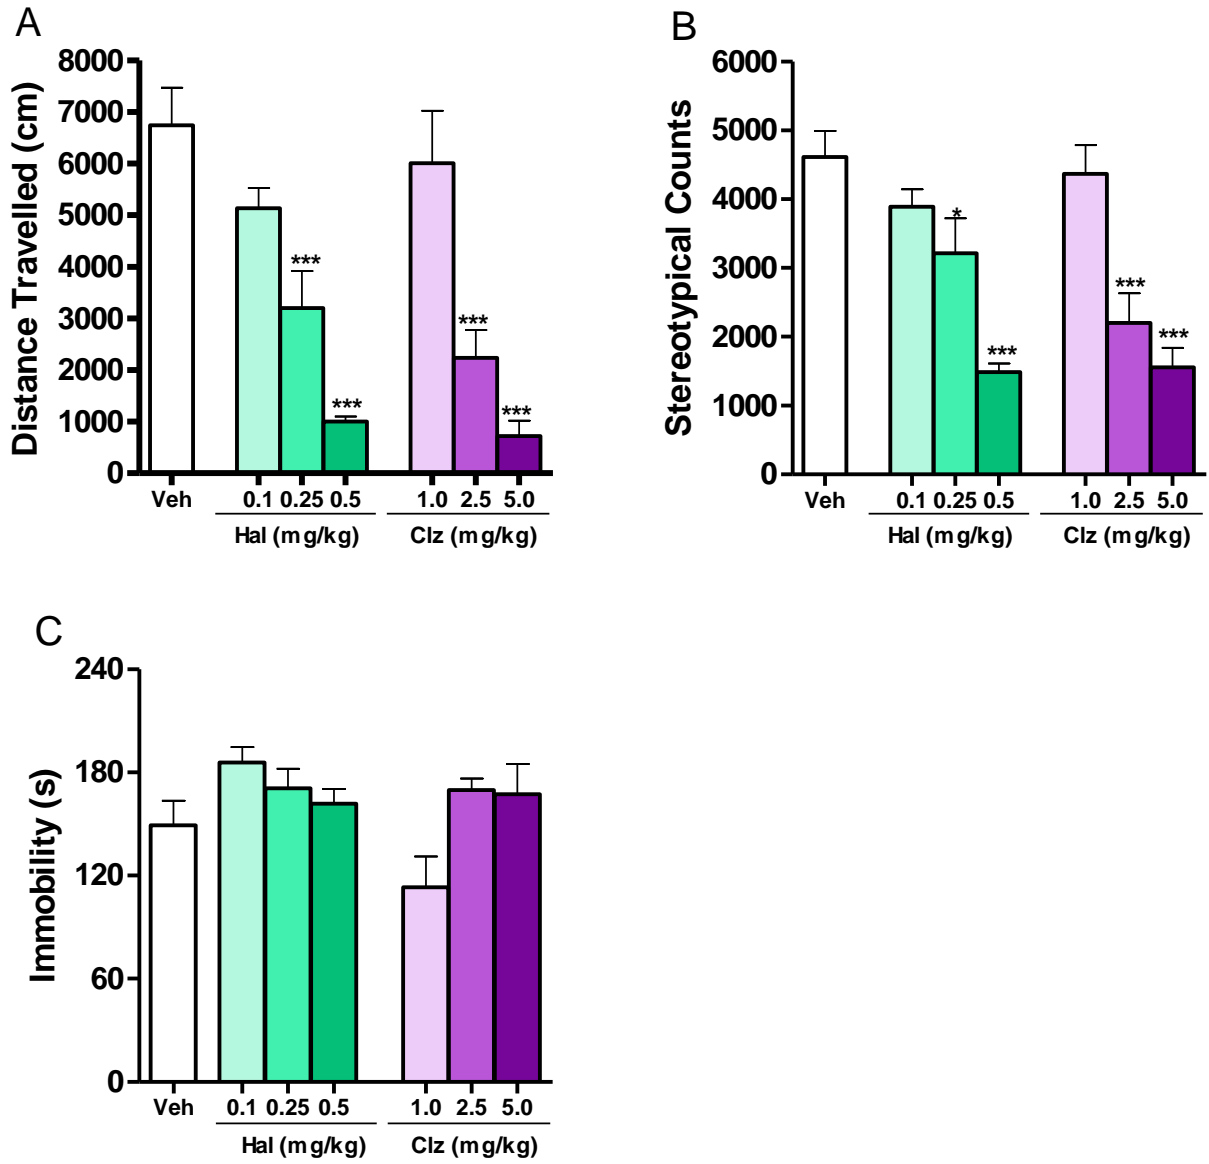 A
Distance Travelled (cm)
8000
7000
6000
5000
4000
3000
2000
1000
0
***
***
***
***
Veh 0.1 0.25 0.5 1.0 2.5 5.0
Hal (mg/kg) Clz (mg/kg)
B
Stereotypical Counts
6000
5000
4000
3000
2000
1000
0
*
***
***
***
Veh 0.1 0.25 0.5 1.0 2.5 5.0
Hal (mg/kg) Clz (mg/kg)
C
Immobility (s)
240
180
120
60
0
Veh 0.1 0.25 0.5 1.0 2.5 5.0
Hal (mg/kg) Clz (mg/kg)